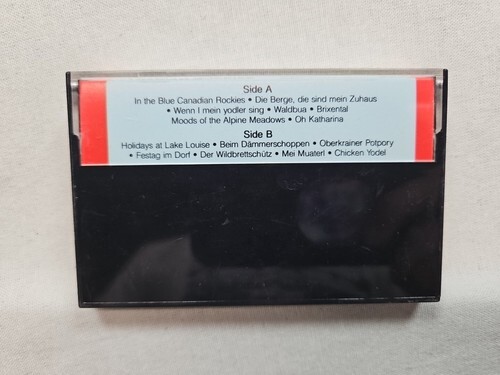 Side A
In the Blue Canadian Rockies • Die Berge, die sind mein Zuhaus
• Wenn I mein yodler sing • Waldbua • Brixental
Moods of the Alpine Meadows • Oh Katharina
Side B
Holidays at Lake Louise • Beim Dämmerschoppen • Oberkrainer Potpory
• Festag im Dorf • Der Wildbrettschütz • Mei Muaterl • Chicken Yodel